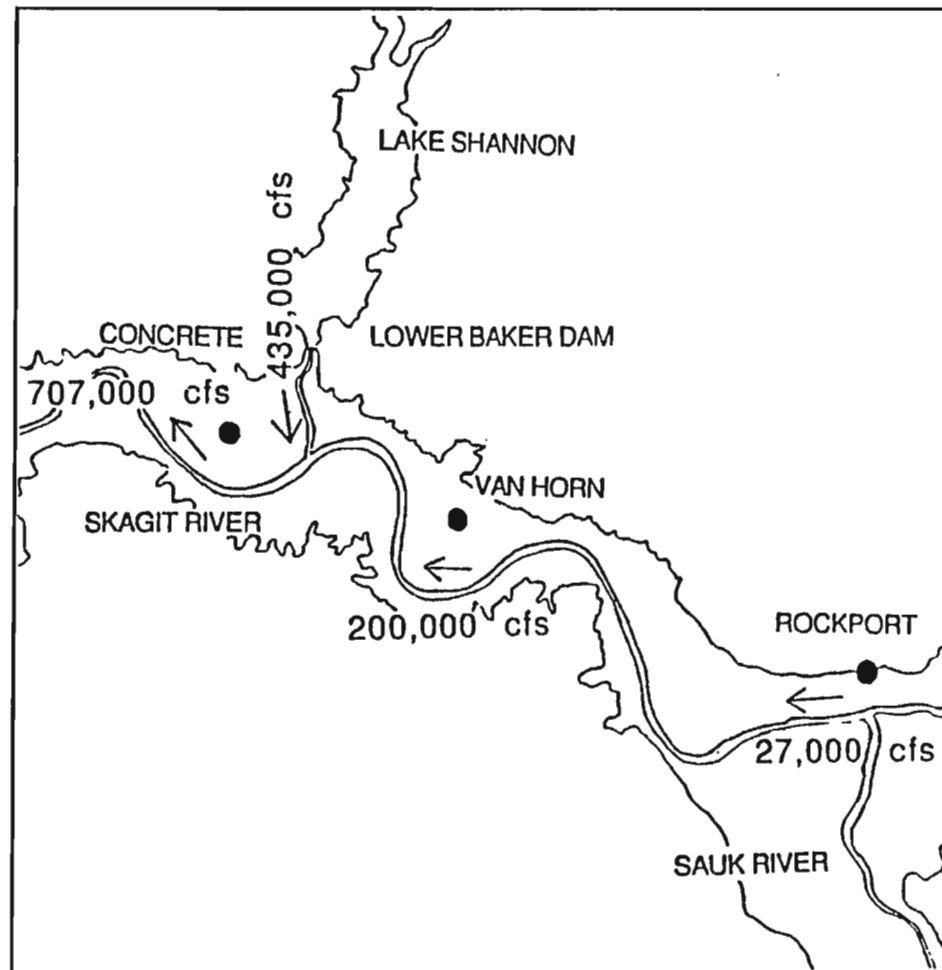 LAKE SHANNON
435,000 cfs
CONCRETE
LOWER BAKER DAM
707,000 cfs
VAN HORN
SKAGIT RIVER
200,000 cfs
ROCKPORT
27,000 cfs
SAUK RIVER